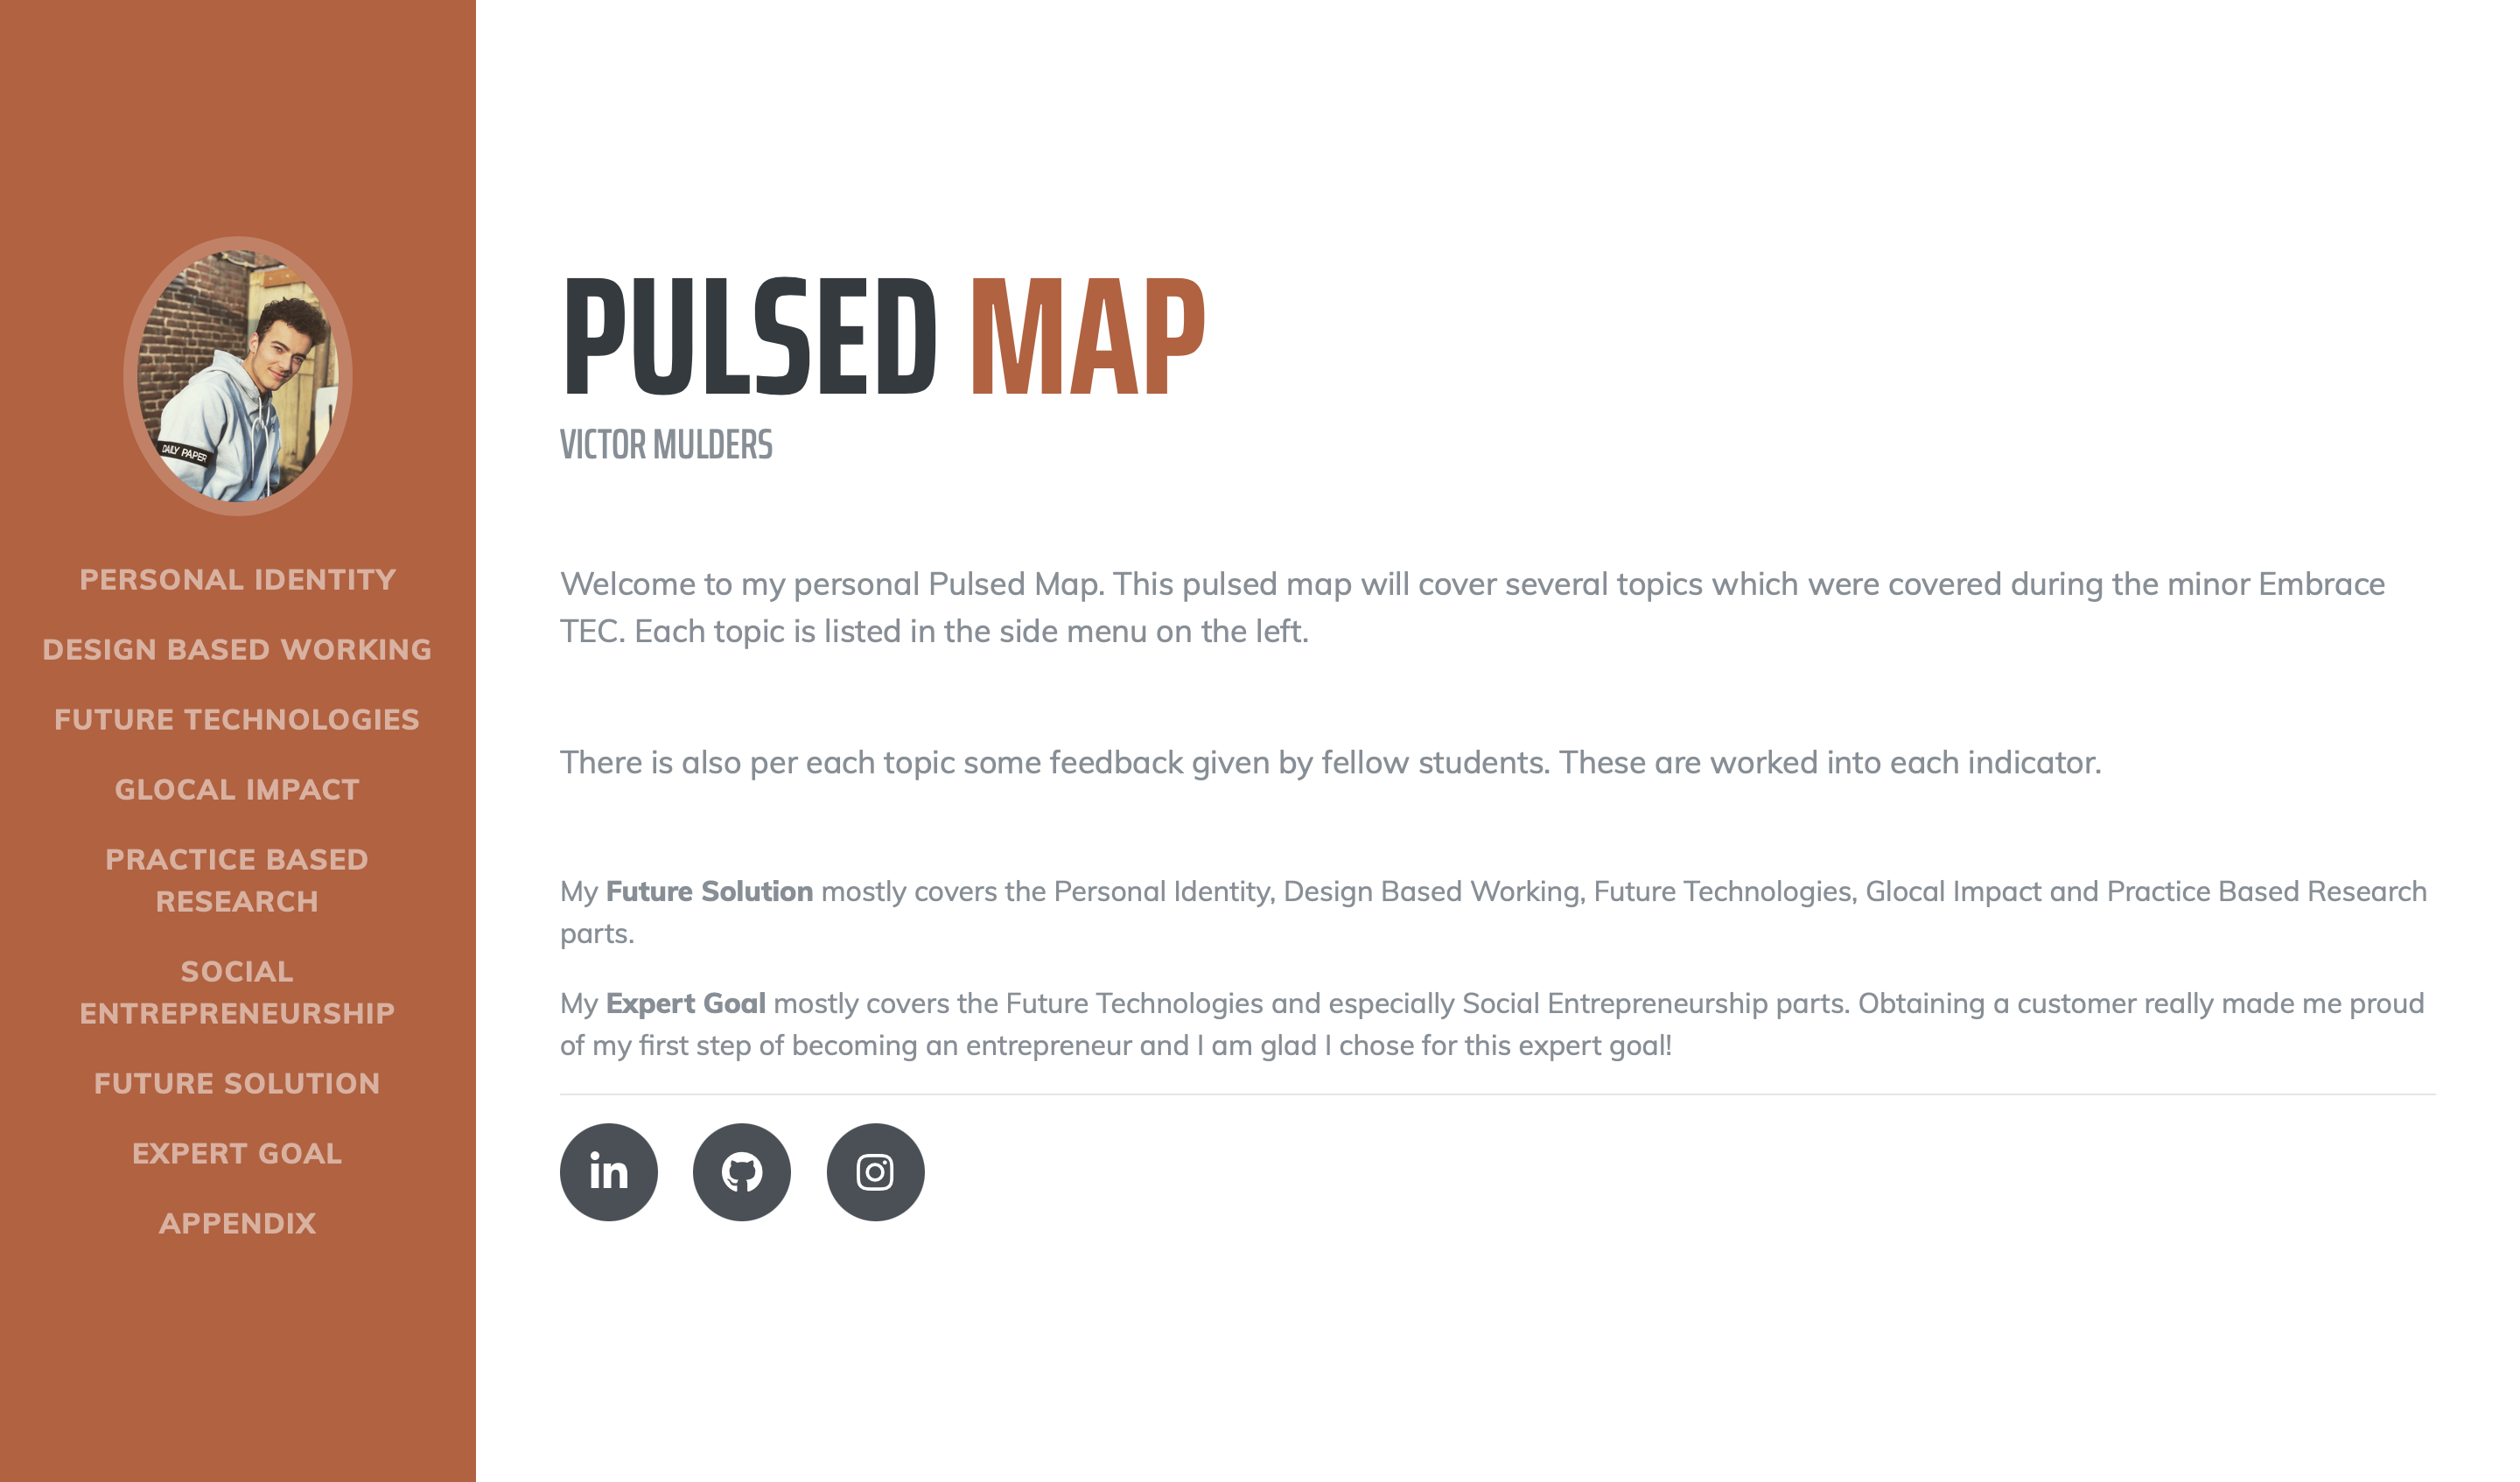 DAILY PAPER
PERSONAL IDENTITY
DESIGN BASED WORKING
FUTURE TECHNOLOGIES
GLOCAL IMPACT
PRACTICE BASED
RESEARCH
SOCIAL
ENTREPRENEURSHIP
FUTURE SOLUTION
EXPERT GOAL
APPENDIX
PULSED MAP
VICTOR MULDERS
Welcome to my personal Pulsed Map. This pulsed map will cover several topics which were covered during the minor Embrace
TEC. Each topic is listed in the side menu on the left.
There is also per each topic some feedback given by fellow students. These are worked into each indicator.
My Future Solution mostly covers the Personal Identity, Design Based Working, Future Technologies, Glocal Impact and Practice Based Research
parts.
My Expert Goal mostly covers the Future Technologies and especially Social Entrepreneurship parts. Obtaining a customer really made me proud
of my first step of becoming an entrepreneur and I am glad I chose for this expert goal!
in